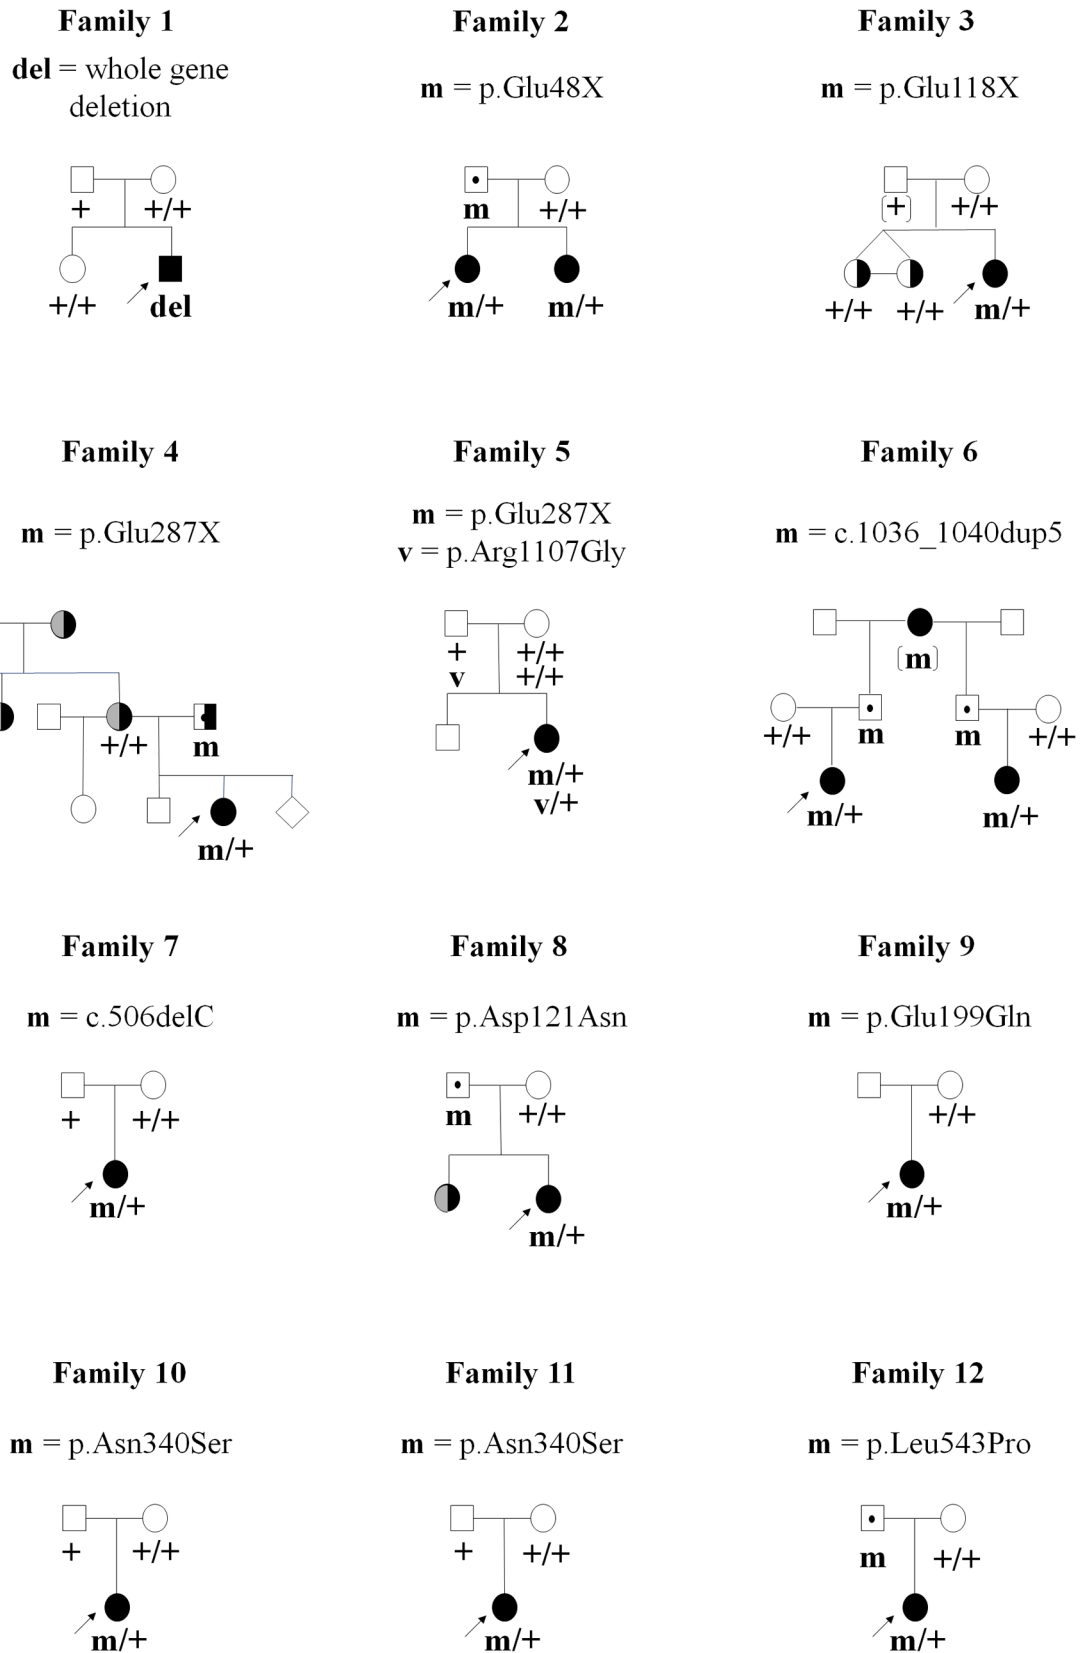 Family 1
del = whole gene
deletion
+ +/+
+/+ del
Family 2
m = p.Glu48X
m +/+
m/+ m/+
Family 3
m = p.Glu118X
[+] +/+
+/+ +/+ m/+
Family 4
m = p.Glu287X
+/+ m
m/+
Family 5
m = p.Glu287X
v = p.Arg1107Gly
+ +/+
v +/+
m/+
v/+
Family 6
m = c.1036_1040dup5
[m]
+/+ m m +/+
m/+ m/+
Family 7
m = c.506delC
+ +/+
m/+
Family 8
m = p.Asp121Asn
m +/+
m/+
Family 9
m = p.Glu199Gln
+/+
m/+
Family 10
m = p.Asn340Ser
+ +/+
m/+
Family 11
m = p.Asn340Ser
+ +/+
m/+
Family 12
m = p.Leu543Pro
m +/+
m/+